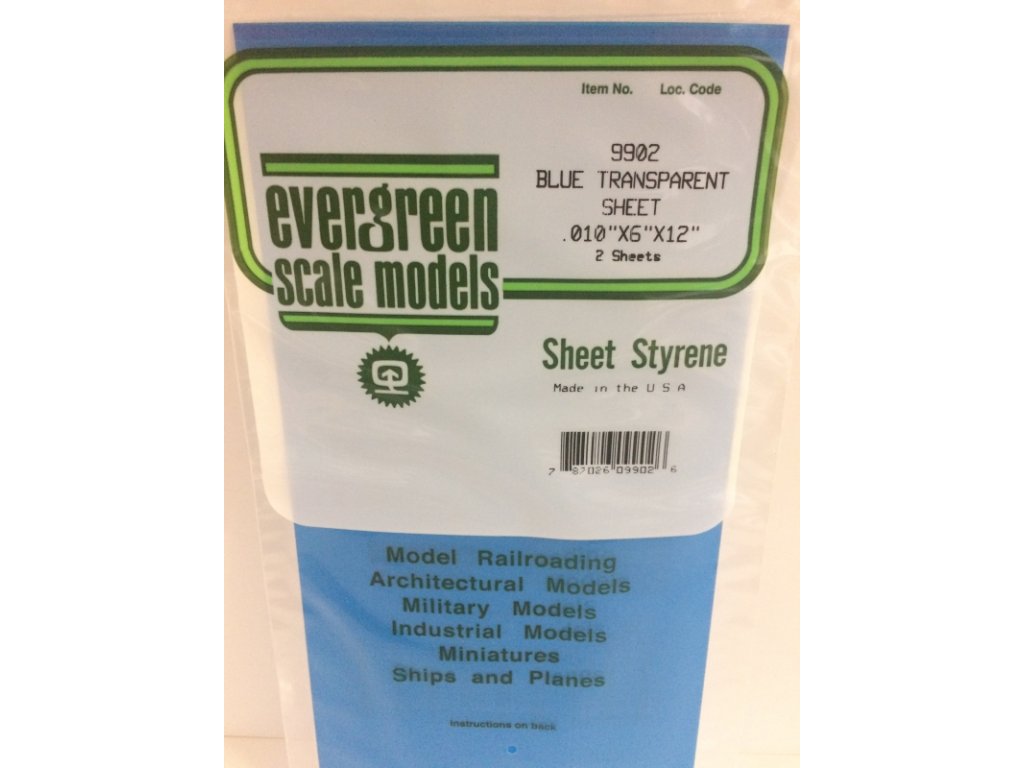 Item No. Loc. Code
9902
BLUE TRANSPARENT
SHEET
.010"X6"X12"
2 Sheets
evergreen
scale models
Sheet Styrene
Made in the U S A
7 87026 09902 6
Model Railroading
Architectural Models
Military Models
Industrial Models
Miniatures
Ships and Planes
instructions on back